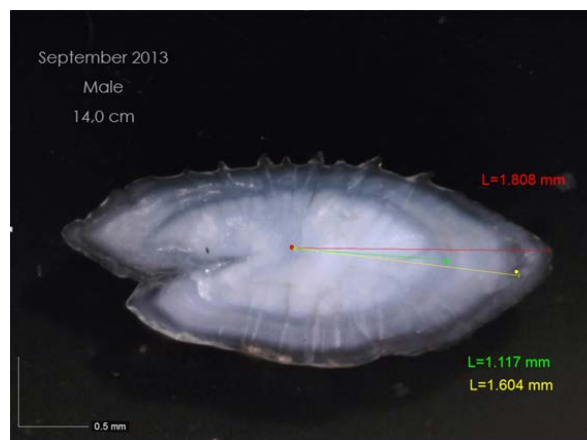 September 2013
Male
14,0 cm
L=1.808 mm
L=1.117 mm
L=1.604 mm
0.5 mm